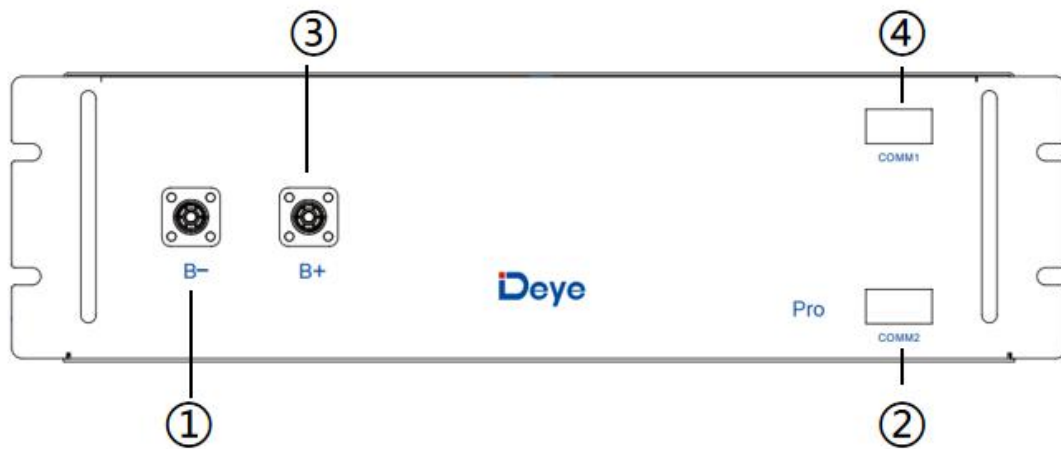 ③ ④
COMM1
B− B+
Deye
Pro
COMM2
① ②